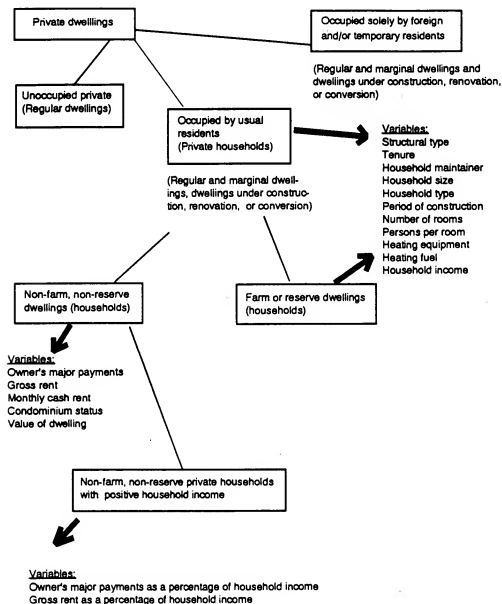 Private dwellings
Occupied solely by foreign
and/or temporary residents
(Regular and marginal dwellings and
dwellings under construction, renovation,
or conversion)
Unoccupied private
(Regular dwellings)
Occupied by usual
residents
(Private households)
(Regular and marginal dwell-
ings, dwellings under construc-
tion, renovation, or conversion)
Variables:
Structural type
Tenure
Household maintainer
Household size
Household type
Period of construction
Number of rooms
Persons per room
Heating equipment
Heating fuel
Household income
Non-farm, non-reserve
dwellings (households)
Farm or reserve dwellings
(households)
Variables:
Owner's major payments
Gross rent
Monthly cash rent
Condominium status
Value of dwelling
Non-farm, non-reserve private households
with positive household income
Variables:
Owner's major payments as a percentage of household income
Gross rent as a percentage of household income